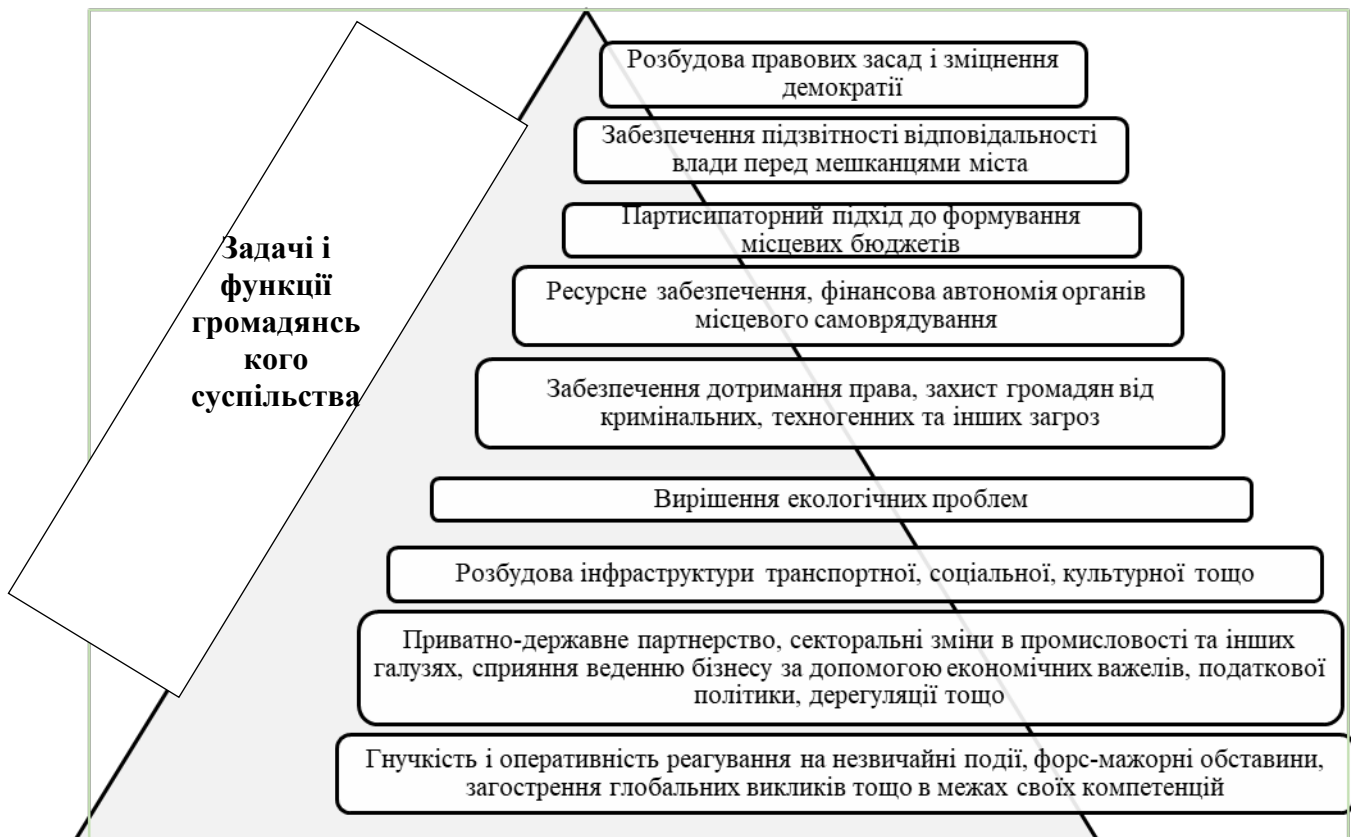 Задачі і
функції
громадянсь
кого
суспільства
Розбудова правових засад і зміцнення
демократії
Забезпечення підзвітності відповідальності
влади перед мешканцями міста
Партисипаторний підхід до формування
місцевих бюджетів
Ресурсне забезпечення, фінансова автономія органів
місцевого самоврядування
Забезпечення дотримання права, захист громадян від
кримінальних, техногенних та інших загроз
Вирішення екологічних проблем
Розбудова інфраструктури транспортної, соціальної, культурної тощо
Приватно-державне партнерство, секторальні зміни в промисловості та інших
галузях, сприяння веденню бізнесу за допомогою економічних важелів, податкової
політики, дерегуляції тощо
Гнучкість і оперативність реагування на незвичайні події, форс-мажорні обставини,
загострення глобальних викликів тощо в межах своїх компетенцій